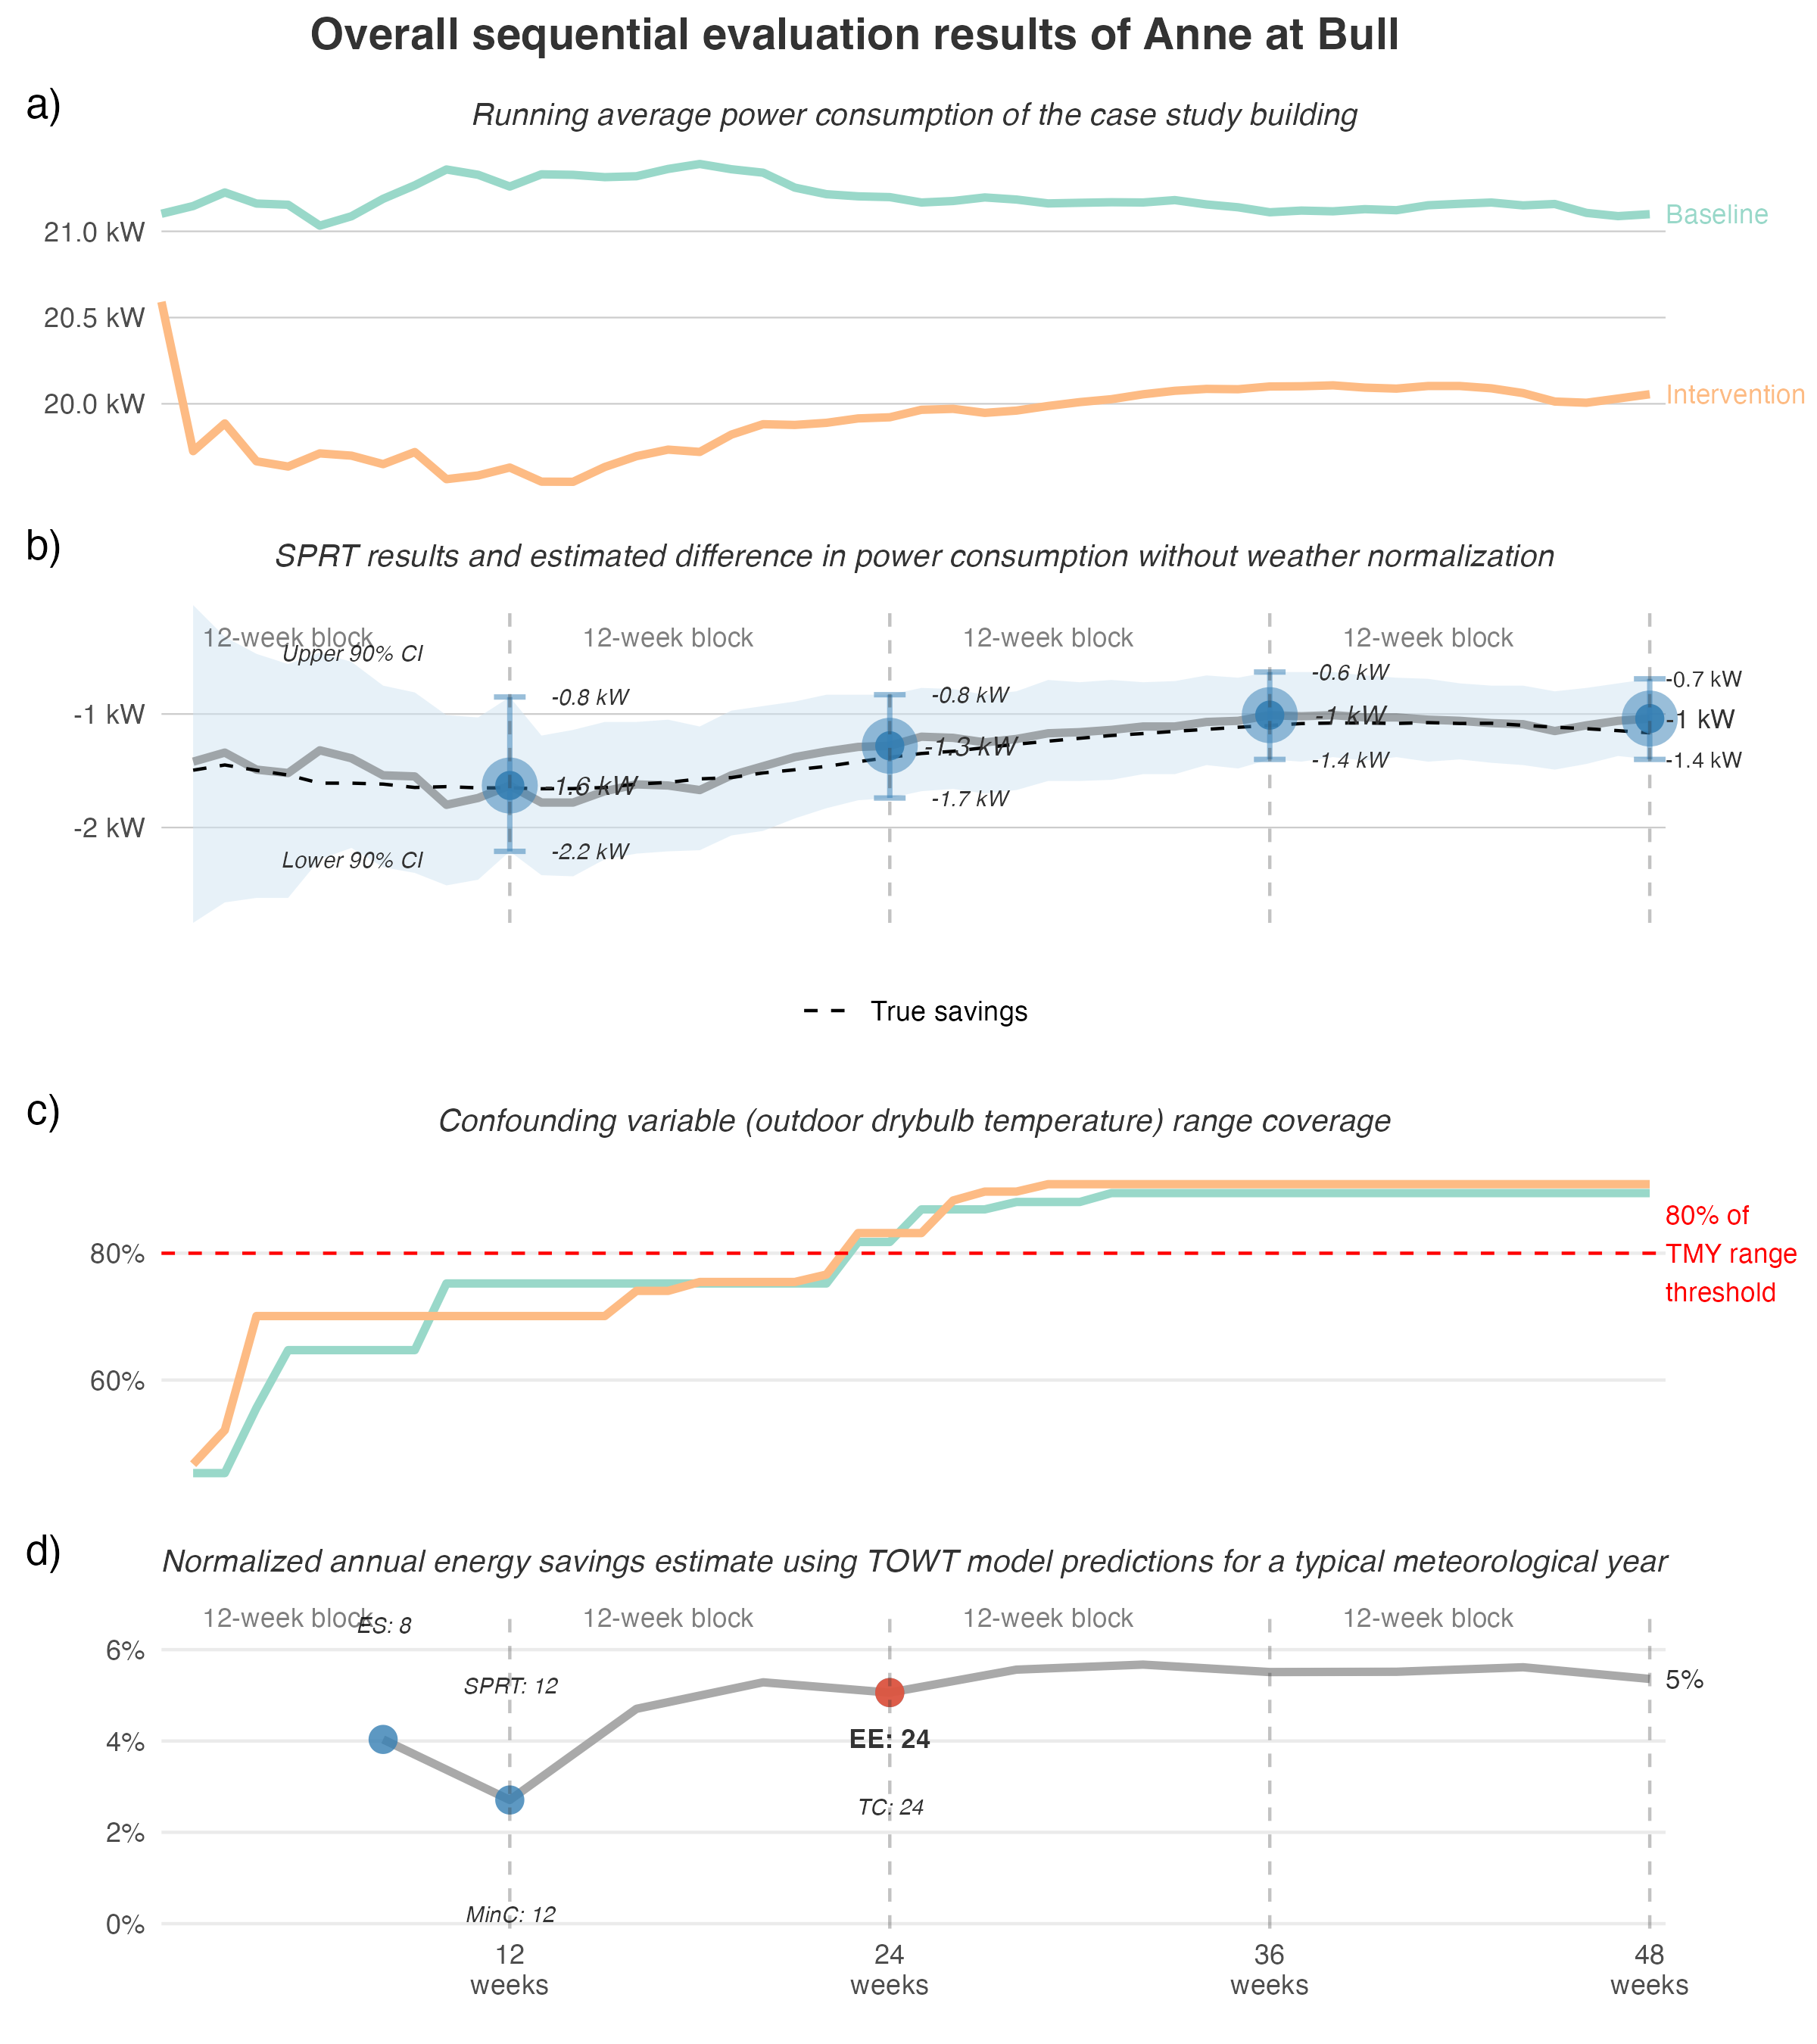 Overall sequential evaluation results of Anne at Bull
a)
Running average power consumption of the case study building
21.0 kW
20.5 kW
20.0 kW
Baseline
Intervention
b)
SPRT results and estimated difference in power consumption without weather normalization
12-week block
12-week block
12-week block
12-week block
Upper 90% CI
Lower 90% CI
-1 kW
-2 kW
-0.8 kW
-1.6 kW
-2.2 kW
-0.8 kW
-1.3 kW
-1.7 kW
-0.6 kW
-1 kW
-1.4 kW
-0.7 kW
-1 kW
-1.4 kW
True savings
c)
Confounding variable (outdoor drybulb temperature) range coverage
80%
60%
80% of
TMY range
threshold
d)
Normalized annual energy savings estimate using TOWT model predictions for a typical meteorological year
12-week block
12-week block
12-week block
12-week block
ES: 8
SPRT: 12
MinC: 12
EE: 24
TC: 24
5%
6%
4%
2%
0%
12
weeks
24
weeks
36
weeks
48
weeks